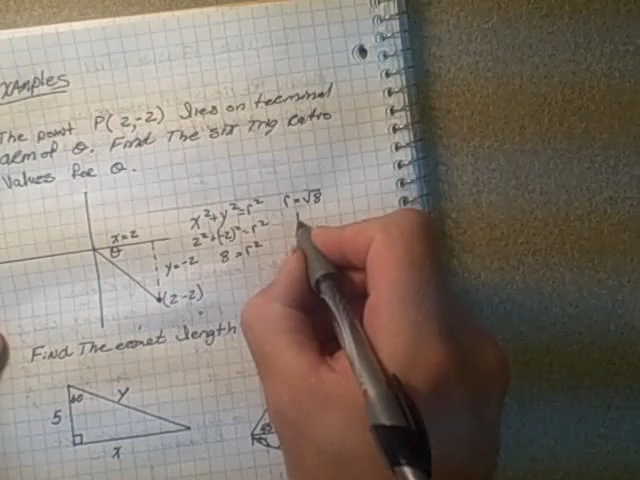 xamples
The point P(2,-2) lies on terminal
arm of θ. Find The six Trig ratio
Values for θ.
x²+y²=r²
r=√8
2²+(-2)²=r²
8=r²
x=2
θ
y=-2
(2-2)
Find The exact length
5
60
y
x
45